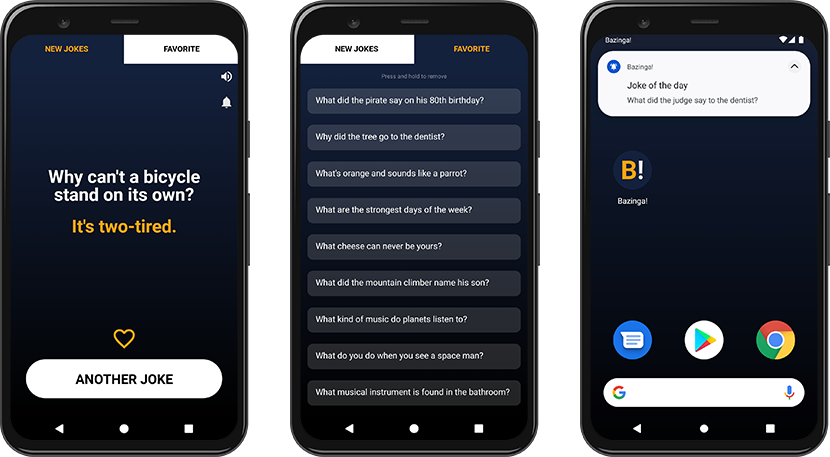 NEW JOKES
FAVORITE
Why can't a bicycle
stand on its own?
It's two-tired.
ANOTHER JOKE
NEW JOKES
FAVORITE
Press and hold to remove
What did the pirate say on his 80th birthday?
Why did the tree go to the dentist?
What's orange and sounds like a parrot?
What are the strongest days of the week?
What cheese can never be yours?
What did the mountain climber name his son?
What kind of music do planets listen to?
What do you do when you see a space man?
What musical instrument is found in the bathroom?
Bazinga!
Bazinga!
Joke of the day
What did the judge say to the dentist?
B!
Bazinga!
G